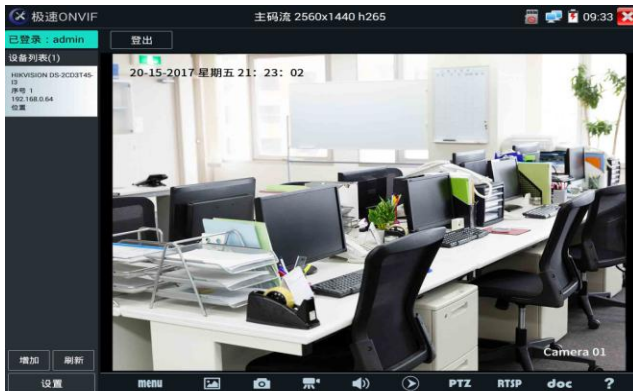 极速ONVIF
主码流 2560x1440 h265
09:33
已登录：admin
登出
设备列表(1)
HIKVISION DS-2CD3T45-
I3
序号 1
192.168.0.64
位置
20-15-2017 星期五 21：23：02
Camera 01
增加
刷新
设置
menu
PTZ
RTSP
doc
?